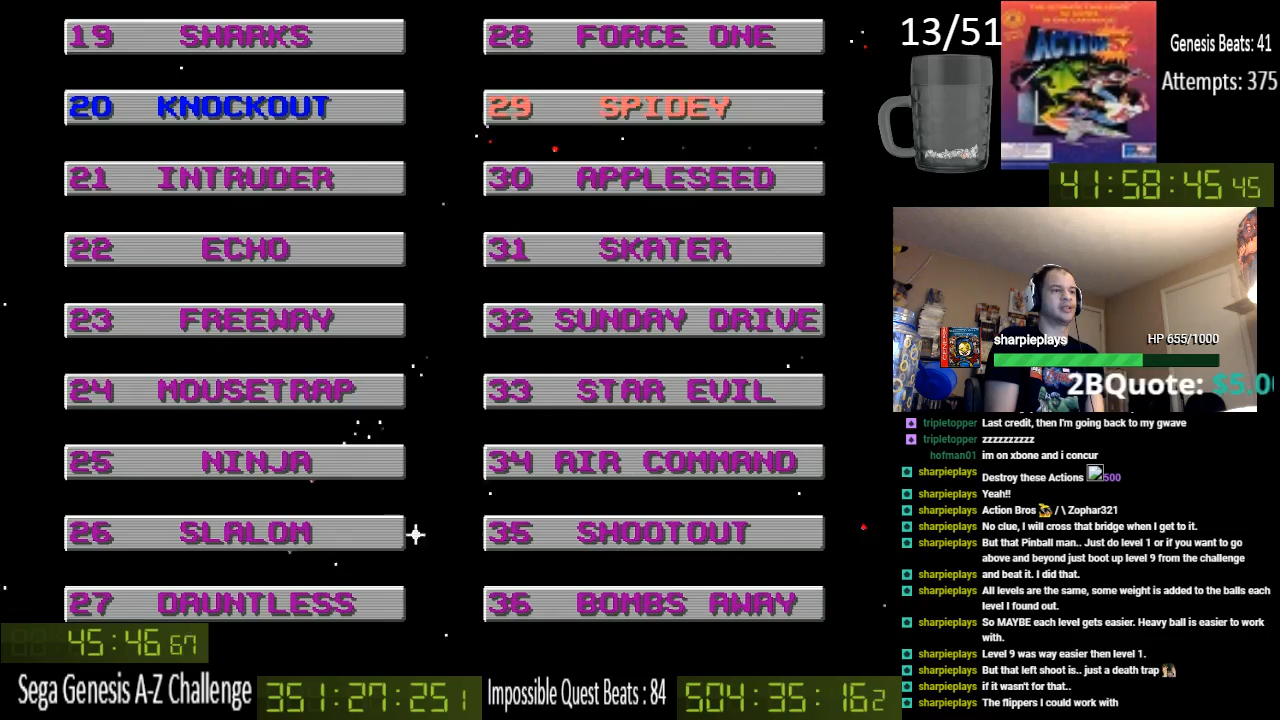 19 SHARKS
20 KNOCKOUT
21 INTRUDER
22 ECHO
23 FREEWAY
24 MOUSETRAP
25 NINJA
26 SLALOM
27 DAUNTLESS
28 FORCE ONE
29 SPIDEY
30 APPLESEED
31 SKATER
32 SUNDAY DRIVE
33 STAR EVIL
34 AIR COMMAND
35 SHOOTOUT
36 BOMBS AWAY
13/51
ACTION 52
Genesis Beats: 41
Attempts: 375
41:58:45 45
sharpieplays HP 655/1000
2BQuote: $5.0
tripletopper Last credit, then I'm going back to my gwave
tripletopper zzzzzzzzzz
hofman01 im on xbone and i concur
sharpieplays Destroy these Actions 500
sharpieplays Yeah!!
sharpieplays Action Bros / \ Zophar321
sharpieplays No clue, I will cross that bridge when I get to it.
sharpieplays But that Pinball man.. Just do level 1 or if you want to go
above and beyond just boot up level 9 from the challenge
sharpieplays and beat it. I did that.
sharpieplays All levels are the same, some weight is added to the balls each
level I found out.
sharpieplays So MAYBE each level gets easier. Heavy ball is easier to work
with.
sharpieplays Level 9 was way easier then level 1.
sharpieplays But that left shoot is.. just a death trap
sharpieplays if it wasn't for that..
sharpieplays The flippers I could work with
45:46 67
Sega Genesis A-Z Challenge
351:27:25 1
Impossible Quest Beats : 84
504:35:16 2